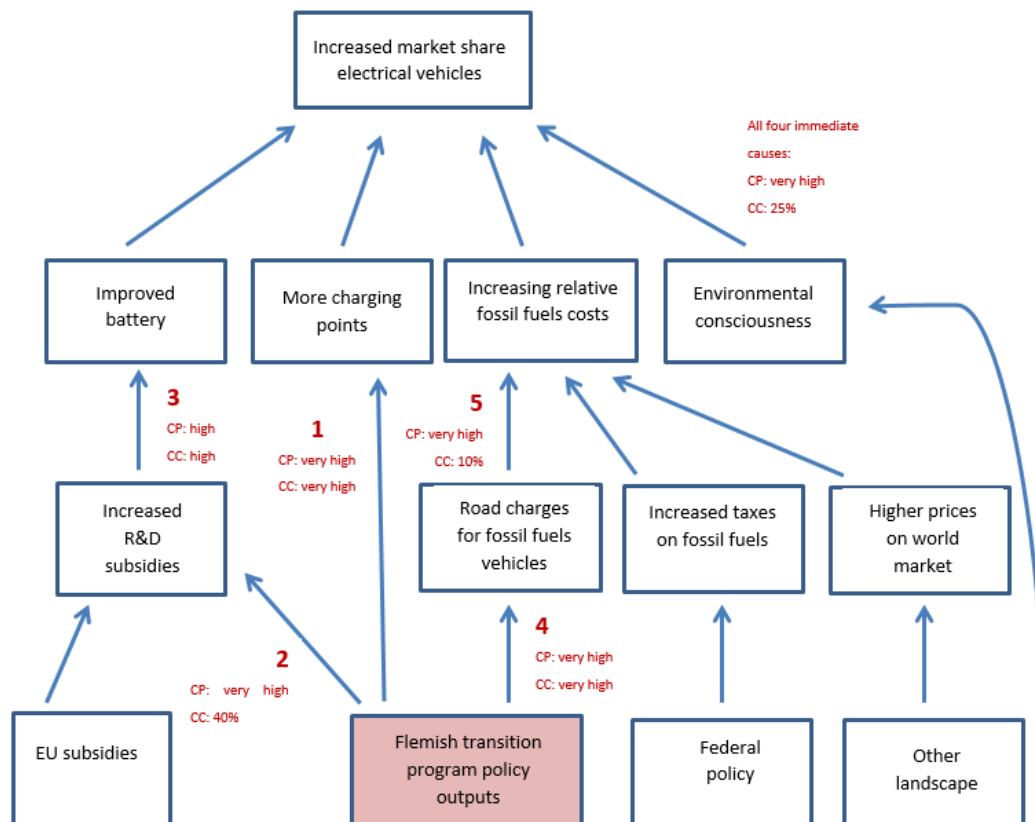 Increased market share
electrical vehicles
All four immediate
causes:
CP: very high
CC: 25%
Improved
battery
More charging
points
Increasing relative
fossil fuels costs
Environmental
consciousness
3
CP: high
CC: high
1
CP: very high
CC: very high
5
CP: very high
CC: 10%
Increased
R&D
subsidies
Road charges
for fossil fuels
vehicles
Increased taxes
on fossil fuels
Higher prices
on world
market
2
CP: very high
CC: 40%
4
CP: very high
CC: very high
EU subsidies
Flemish transition
program policy
outputs
Federal
policy
Other
landscape